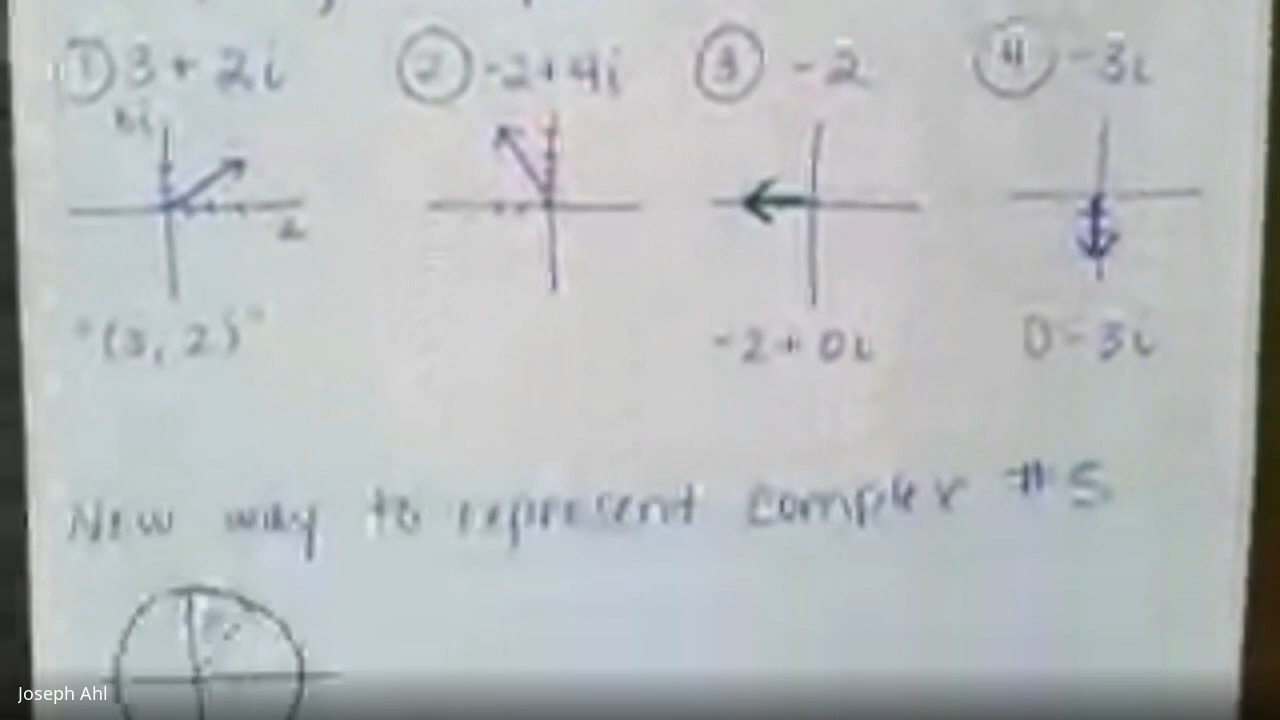 ① 3 + 2i ② -2+4i ③ -2 ④ -3i
bi
a
"(3, 2)"
-2+0i 0-3i
New way to represent complex #s
Joseph Ahl